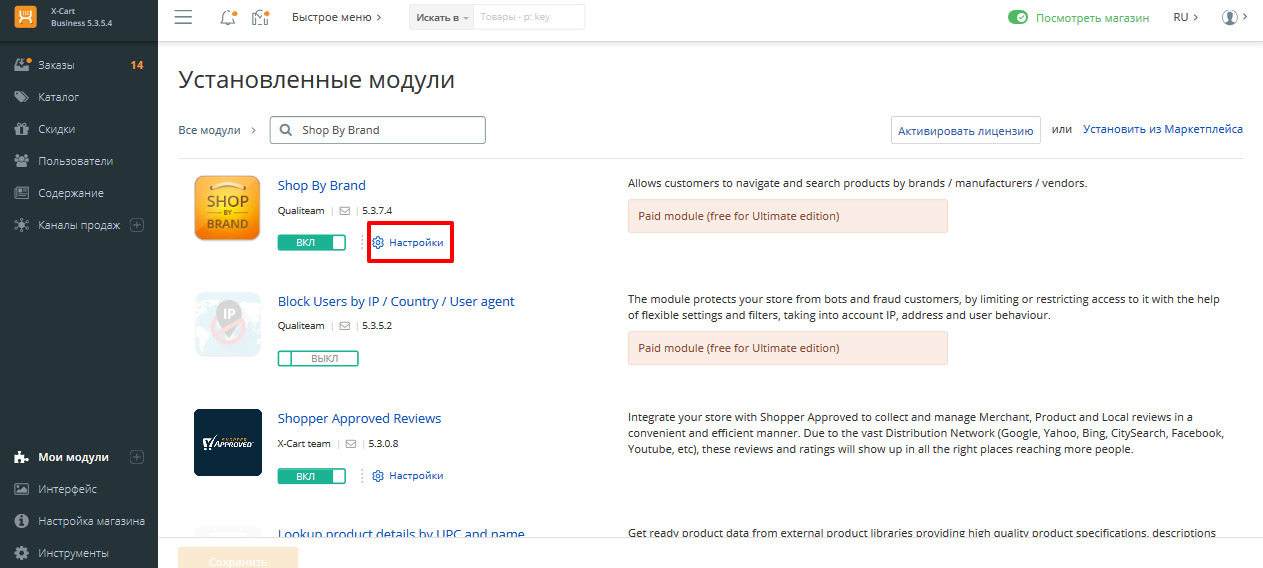 X-Cart
Business 5.3.5.4
Быстрое меню
Искать в
Товары - p: key
Посмотреть магазин
RU
Заказы
14
Каталог
Скидки
Пользователи
Содержание
Каналы продаж
Мои модули
Интерфейс
Настройка магазина
Инструменты
Установленные модули
Все модули
Shop By Brand
Активировать лицензию
или
Установить из Маркетплейса
SHOP
BY
BRAND
Shop By Brand
Qualiteam
5.3.7.4
ВКЛ
Настройки
Allows customers to navigate and search products by brands / manufacturers / vendors.
Paid module (free for Ultimate edition)
IP
Block Users by IP / Country / User agent
Qualiteam
5.3.5.2
ВЫКЛ
The module protects your store from bots and fraud customers, by limiting or restricting access to it with the help
of flexible settings and filters, taking into account IP, address and user behaviour.
Paid module (free for Ultimate edition)
SHOPPER
APPROVED
Shopper Approved Reviews
X-Cart team
5.3.0.8
ВКЛ
Настройки
Integrate your store with Shopper Approved to collect and manage Merchant, Product and Local reviews in a
convenient and efficient manner. Due to the vast Distribution Network (Google, Yahoo, Bing, CitySearch, Facebook,
Youtube, etc), these reviews and ratings will show up in all the right places reaching more people.
Lookup product details by UPC and name
Get ready product data from external product libraries providing high quality product specifications, descriptions
Сохранить